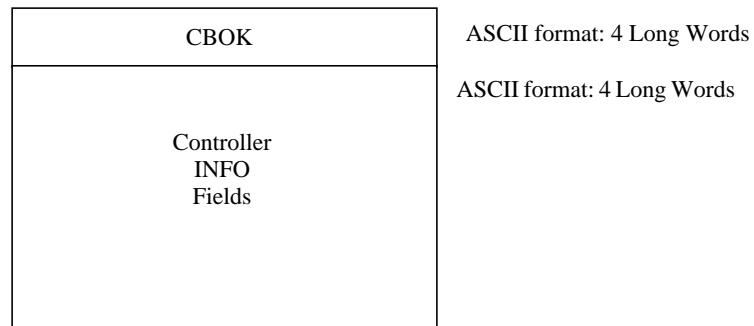 CBOK
ASCII format: 4 Long Words
ASCII format: 4 Long Words
Controller
INFO
Fields